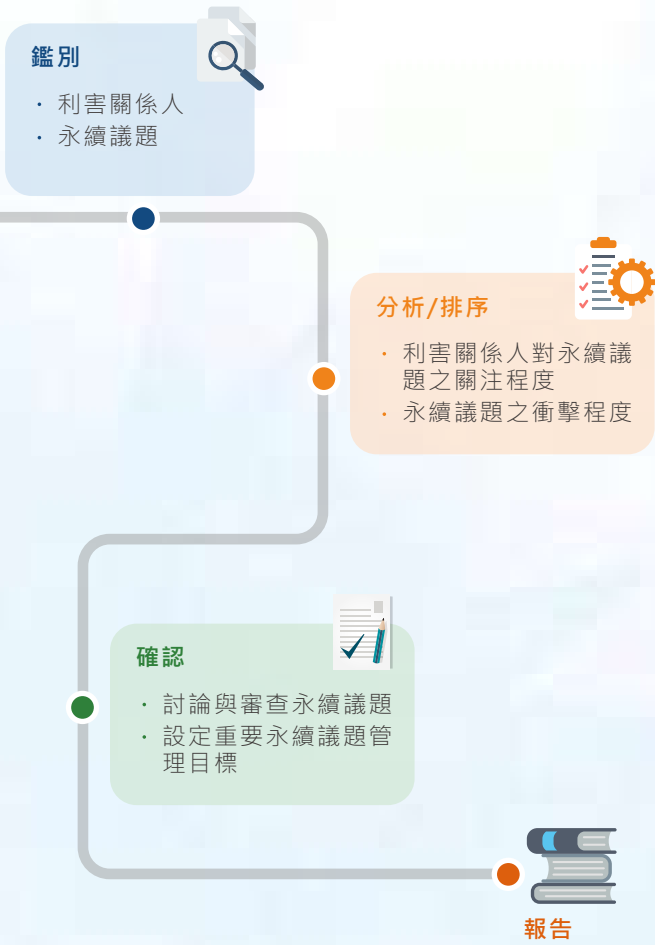 鑑別
· 利害關係人
· 永續議題
分析/排序
· 利害關係人對永續議
題之關注程度
· 永續議題之衝擊程度
確認
· 討論與審查永續議題
· 設定重要永續議題管
理目標
報告